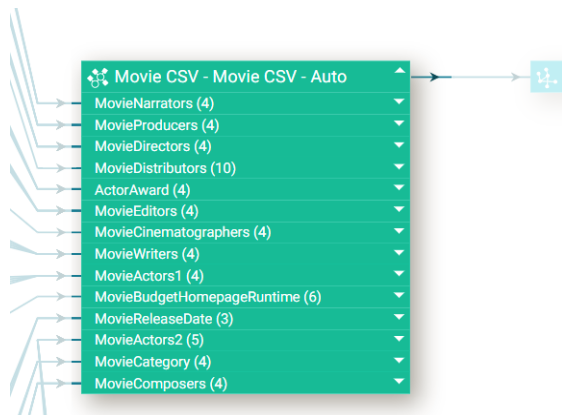 Movie CSV - Movie CSV - Auto
MovieNarrators (4)
MovieProducers (4)
MovieDirectors (4)
MovieDistributors (10)
ActorAward (4)
MovieEditors (4)
MovieCinematographers (4)
MovieWriters (4)
MovieActors1 (4)
MovieBudgetHomepageRuntime (6)
MovieReleaseDate (3)
MovieActors2 (5)
MovieCategory (4)
MovieComposers (4)